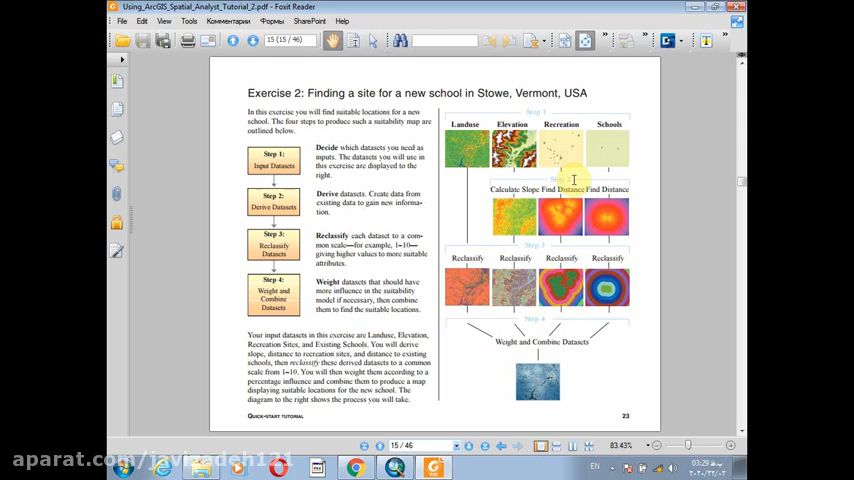 Using_ArcGIS_Spatial_Analyst_Tutorial_2.pdf - Foxit Reader
File Edit View Tools Комментарии Формы SharePoint Help
15 (15 / 46)
Exercise 2: Finding a site for a new school in Stowe, Vermont, USA
In this exercise you will find suitable locations for a new
school. The four steps to produce such a suitability map are
outlined below.
Step 1:
Input Datasets
Decide which datasets you need as
inputs. The datasets you will use in
this exercise are displayed to the
right.
Step 2:
Derive Datasets
Derive datasets. Create data from
existing data to gain new informa-
tion.
Step 3:
Reclassify
Datasets
Reclassify each dataset to a com-
mon scale—for example, 1–10—
giving higher values to more suitable
attributes.
Step 4:
Weight and
Combine
Datasets
Weight datasets that should have
more influence in the suitability
model if necessary, then combine
them to find the suitable locations.
Your input datasets in this exercise are Landuse, Elevation,
Recreation Sites, and Existing Schools. You will derive
slope, distance to recreation sites, and distance to existing
schools, then reclassify these derived datasets to a common
scale from 1–10. You will then weight them according to a
percentage influence and combine them to produce a map
displaying suitable locations for the new school. The
diagram to the right shows the process you will take.
Step 1
Landuse Elevation Recreation Schools
Step 2
Calculate Slope Find Distance Find Distance
Step 3
Reclassify Reclassify Reclassify Reclassify
Step 4
Weight and Combine Datasets
QUICK-START TUTORIAL 23
15 / 46 83.43%
aparat.com/javizadeh121
EN